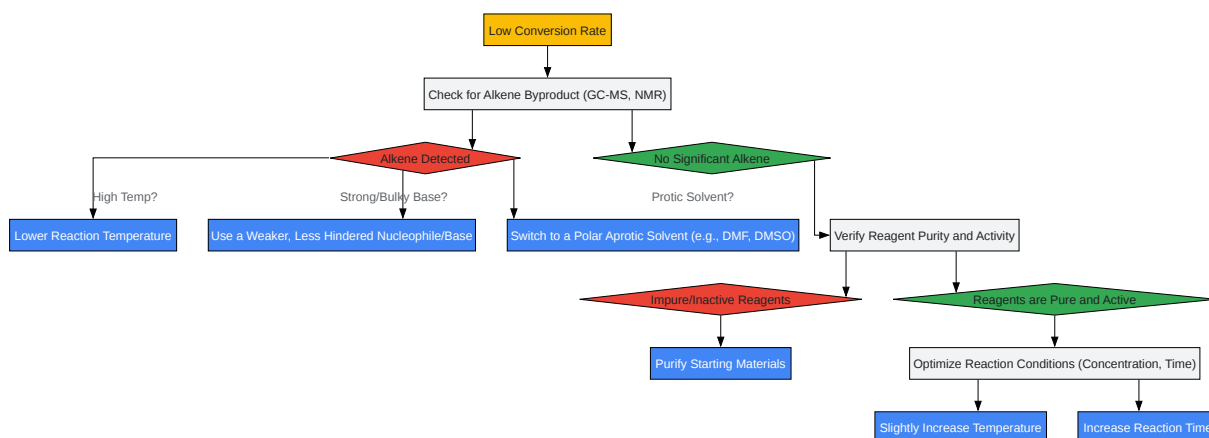 Low Conversion Rate
Check for Alkene Byproduct (GC-MS, NMR)
Alkene Detected
No Significant Alkene
High Temp?
Strong/Bulky Base?
Protic Solvent?
Lower Reaction Temperature
Use a Weaker, Less Hindered Nucleophile/Base
Switch to a Polar Aprotic Solvent (e.g., DMF, DMSO)
Verify Reagent Purity and Activity
Impure/Inactive Reagents
Reagents are Pure and Active
Purify Starting Materials
Optimize Reaction Conditions (Concentration, Time)
Slightly Increase Temperature
Increase Reaction Time